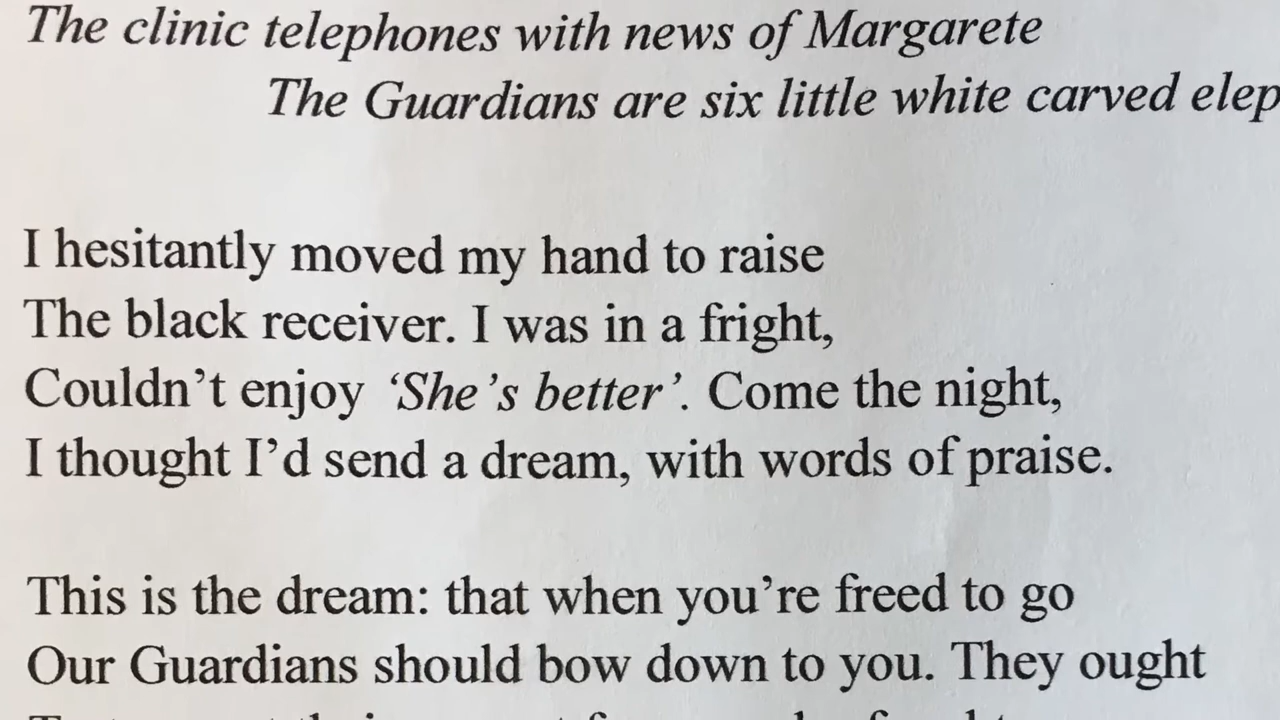 The clinic telephones with news of Margarete
The Guardians are six little white carved elep
I hesitantly moved my hand to raise
The black receiver. I was in a fright,
Couldn’t enjoy ‘She’s better’. Come the night,
I thought I’d send a dream, with words of praise.
This is the dream: that when you’re freed to go
Our Guardians should bow down to you. They ought